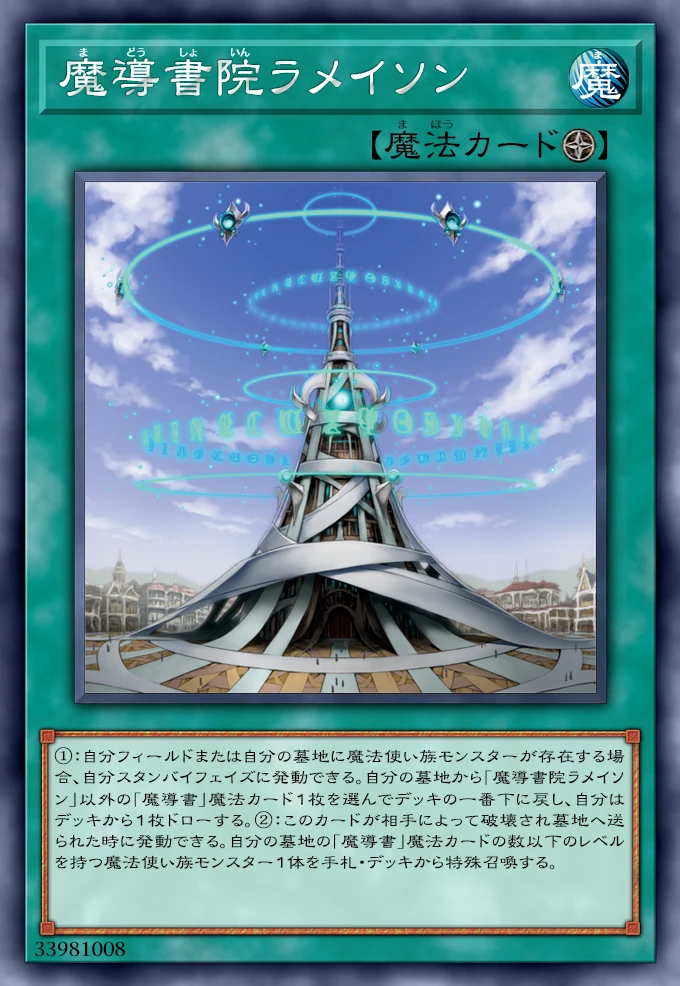 魔導書院ラメイソン
魔
【魔法カード】
①：自分フィールドまたは自分の墓地に魔法使い族モンスターが存在する場
合、自分スタンバイフェイズに発動できる。自分の墓地から「魔導書院ラメイソ
ン」以外の「魔導書」魔法カード1枚を選んでデッキの一番下に戻し、自分は
デッキから1枚ドローする。②：このカードが相手によって破壊され墓地へ送
られた時に発動できる。自分の墓地の「魔導書」魔法カードの数以下のレベル
を持つ魔法使い族モンスター1体を手札・デッキから特殊召喚する。
33981008